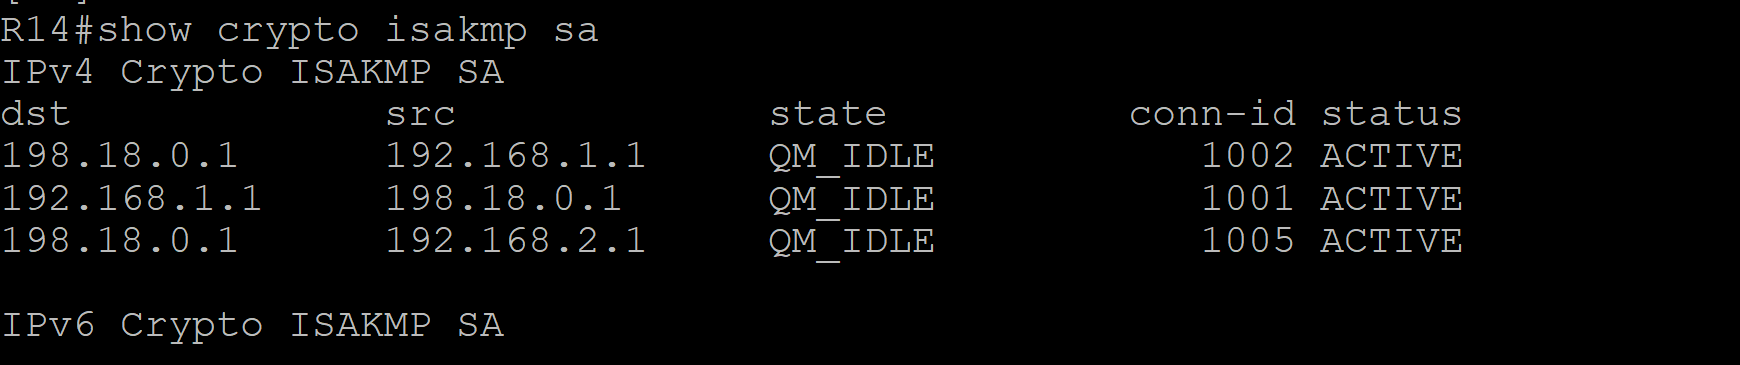 R14#show crypto isakmp sa
IPv4 Crypto ISAKMP SA
dst src state conn-id status
198.18.0.1 192.168.1.1 QM_IDLE 1002 ACTIVE
192.168.1.1 198.18.0.1 QM_IDLE 1001 ACTIVE
198.18.0.1 192.168.2.1 QM_IDLE 1005 ACTIVE
IPv6 Crypto ISAKMP SA